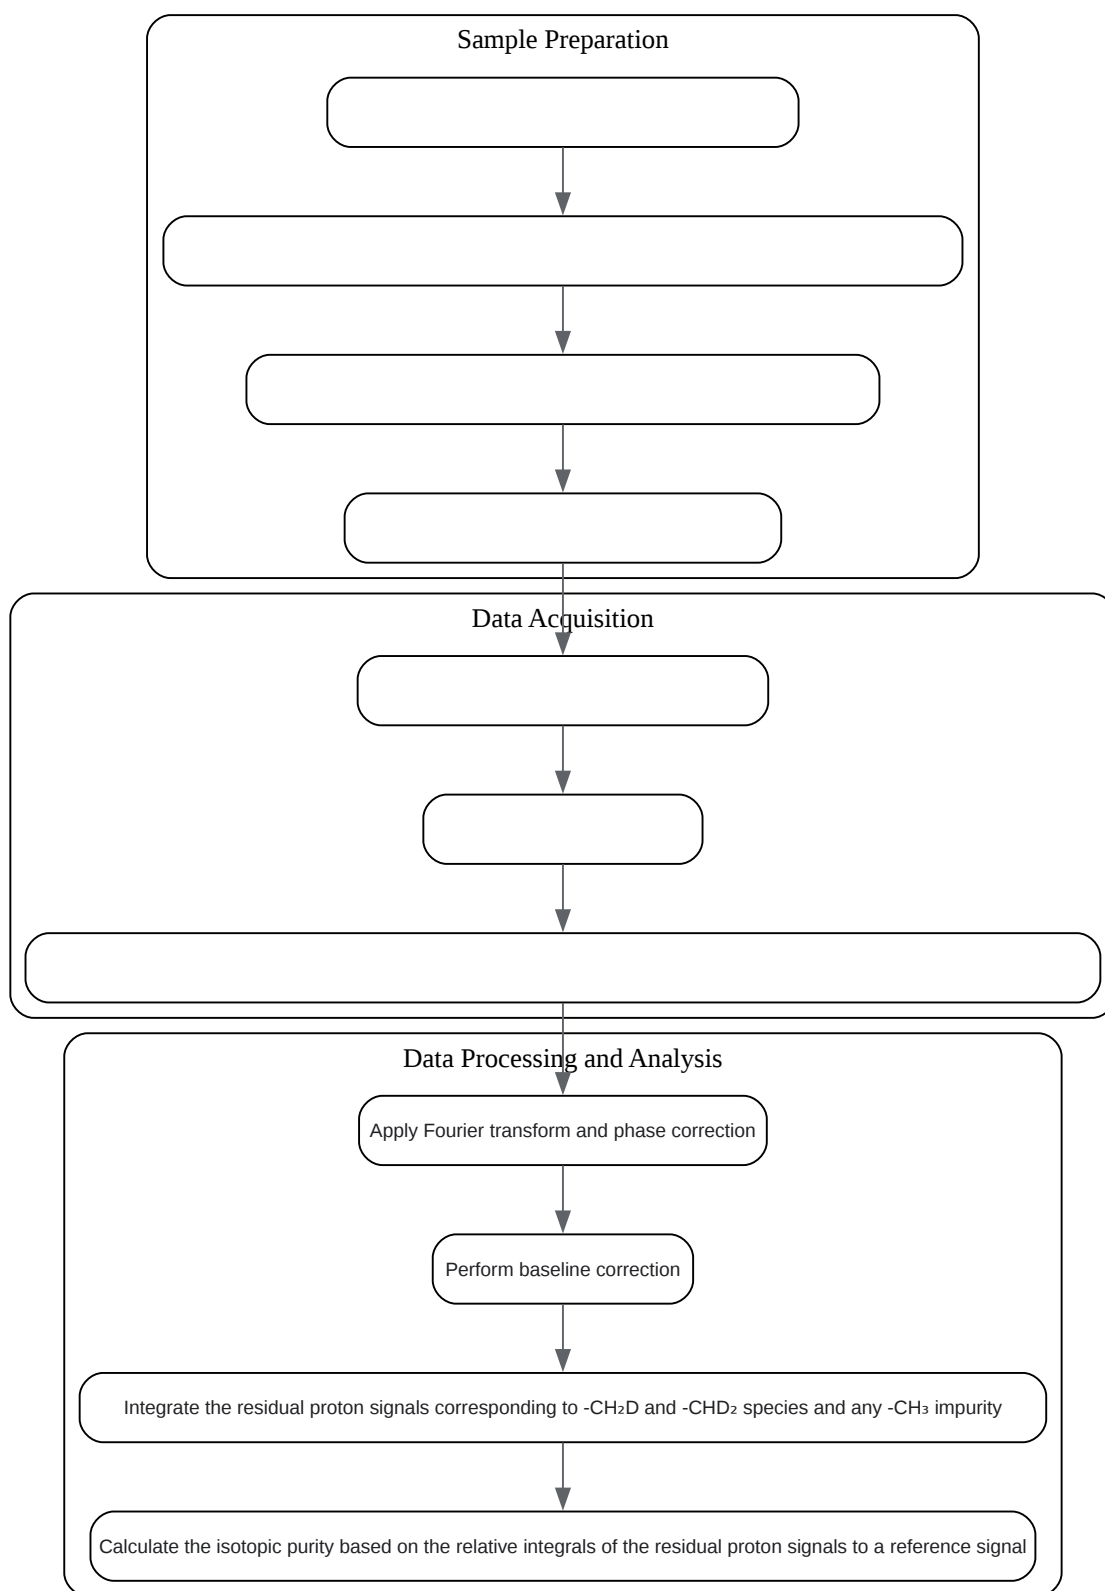 Sample Preparation
Data Acquisition
Data Processing and Analysis
Apply Fourier transform and phase correction
Perform baseline correction
Integrate the residual proton signals corresponding to -CH₂D and -CHD₂ species and any -CH₃ impurity
Calculate the isotopic purity based on the relative integrals of the residual proton signals to a reference signal